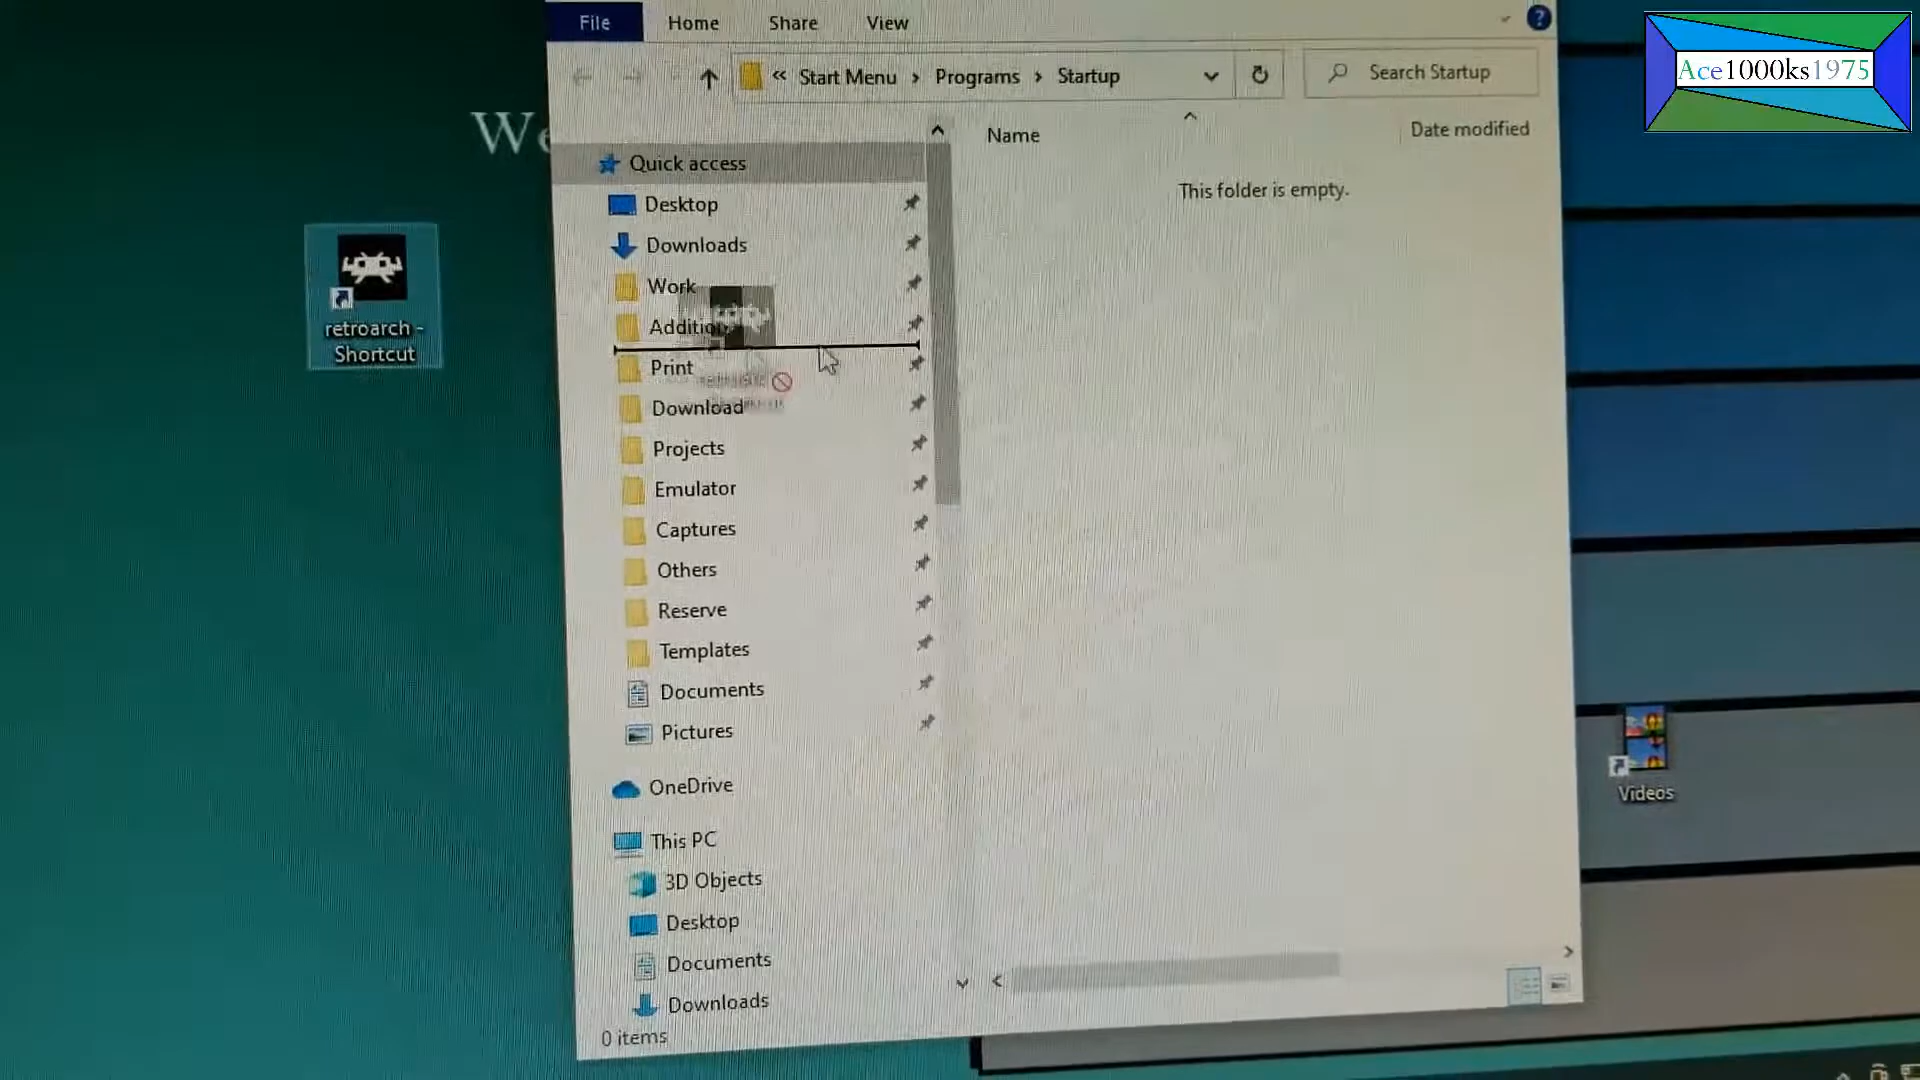 File Home Share View
?
« Start Menu › Programs › Startup
Search Startup
Ace1000ks1975
We
Name
Date modified
This folder is empty.
Quick access
Desktop
Downloads
Work
Print
Download
Projects
Emulator
Captures
Others
Reserve
Templates
Documents
Pictures
OneDrive
This PC
3D Objects
Desktop
Documents
Downloads
0 items
retroarch -
Shortcut
Videos